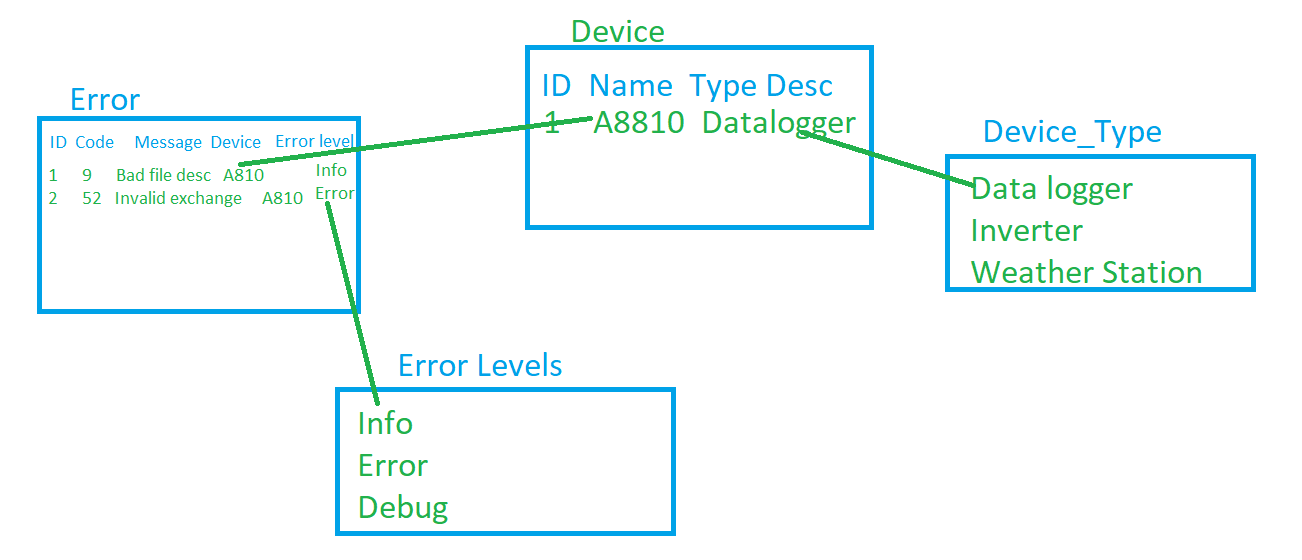 Device
ID Name Type Desc
1 A8810 Datalogger
Error
ID Code Message Device Error level
1 9 Bad file desc A810 Info
2 52 Invalid exchange A810 Error
Device_Type
Data logger
Inverter
Weather Station
Error Levels
Info
Error
Debug